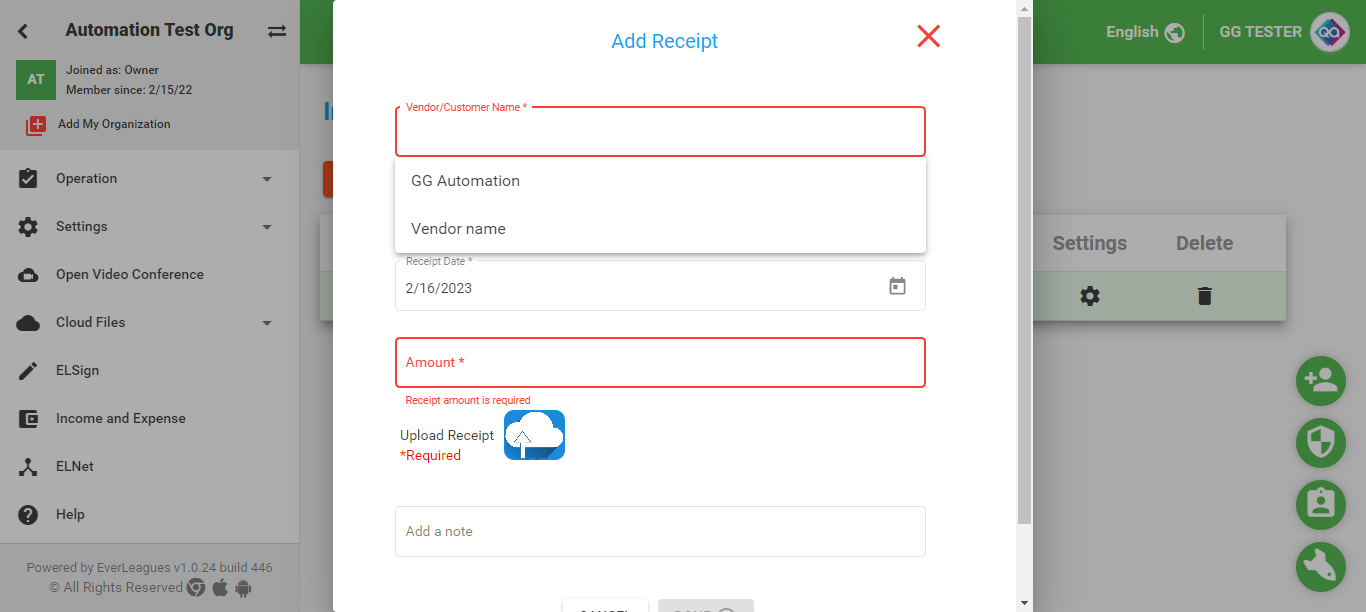 Automation Test Org
AT
Joined as: Owner
Member since: 2/15/22
Add My Organization
Operation
Settings
Open Video Conference
Cloud Files
ELSign
Income and Expense
ELNet
Help
Powered by EverLeagues v1.0.24 build 446
© All Rights Reserved
English
GG TESTER
Add Receipt
Vendor/Customer Name *
GG Automation
Vendor name
Receipt Date *
2/16/2023
Amount *
Receipt amount is required
Upload Receipt
*Required
Add a note
Settings Delete